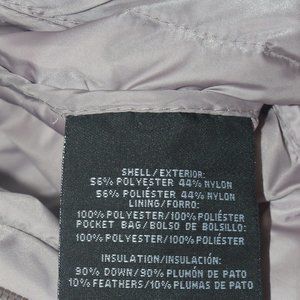 SHELL/EXTERIOR:
56% POLYESTER 44% NYLON
56% POLIÉSTER 44% NYLON
LINING/FORRO:
100% POLYESTER/100% POLIÉSTER
POCKET BAG/BOLSO DE BOLSILLO:
100% POLYESTER/100% POLIÉSTER
INSULATION/INSULACIÓN:
90% DOWN/90% PLUMÓN DE PATO
10% FEATHERS/10% PLUMAS DE PATO